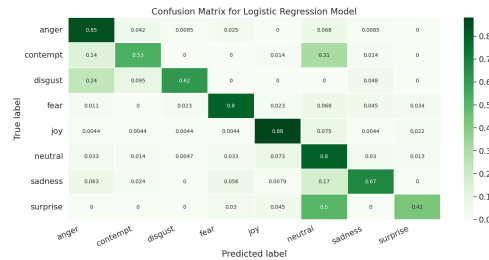 Confusion Matrix for Logistic Regression Model
anger 0.85 0.042 0.0085 0.025 0 0.068 0.0085 0
contempt 0.14 0.53 0 0 0.014 0.31 0.014 0
disgust 0.24 0.095 0.62 0 0 0 0.048 0
fear 0.011 0 0.023 0.8 0.023 0.068 0.045 0.034
joy 0.0044 0.0044 0.0044 0.0044 0.88 0.075 0.0044 0.022
neutral 0.033 0.014 0.0047 0.033 0.073 0.8 0.03 0.013
sadness 0.063 0.024 0 0.056 0.0079 0.17 0.67 0
surprise 0 0 0 0.03 0.045 0.5 0 0.42
True label
anger contempt disgust fear joy neutral sadness surprise
Predicted label
0.8
0.7
0.6
0.5
0.4
0.3
0.2
0.1
0.0